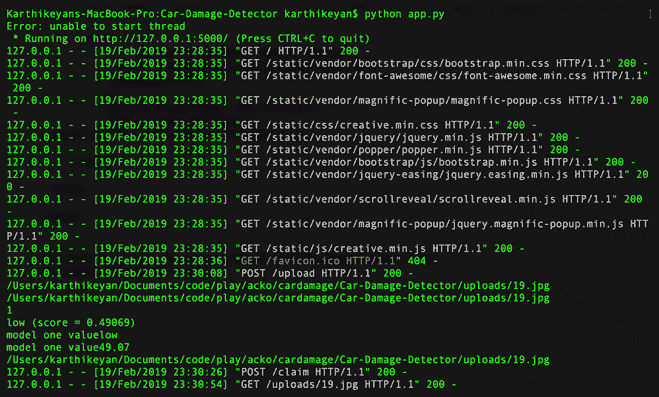 Karthikeyans-MacBook-Pro:Car-Damage-Detector karthikeyan$ python app.py
Error: unable to start thread
 * Running on http://127.0.0.1:5000/ (Press CTRL+C to quit)
127.0.0.1 - - [19/Feb/2019 23:28:35] "GET / HTTP/1.1" 200 -
127.0.0.1 - - [19/Feb/2019 23:28:35] "GET /static/vendor/bootstrap/css/bootstrap.min.css HTTP/1.1" 200 -
127.0.0.1 - - [19/Feb/2019 23:28:35] "GET /static/vendor/font-awesome/css/font-awesome.min.css HTTP/1.1"
 200 -
127.0.0.1 - - [19/Feb/2019 23:28:35] "GET /static/vendor/magnific-popup/magnific-popup.css HTTP/1.1" 200
-
127.0.0.1 - - [19/Feb/2019 23:28:35] "GET /static/css/creative.min.css HTTP/1.1" 200 -
127.0.0.1 - - [19/Feb/2019 23:28:35] "GET /static/vendor/jquery/jquery.min.js HTTP/1.1" 200 -
127.0.0.1 - - [19/Feb/2019 23:28:35] "GET /static/vendor/popper/popper.min.js HTTP/1.1" 200 -
127.0.0.1 - - [19/Feb/2019 23:28:35] "GET /static/vendor/bootstrap/js/bootstrap.min.js HTTP/1.1" 200 -
127.0.0.1 - - [19/Feb/2019 23:28:35] "GET /static/vendor/jquery-easing/jquery.easing.min.js HTTP/1.1" 20
0 -
127.0.0.1 - - [19/Feb/2019 23:28:35] "GET /static/vendor/scrollreveal/scrollreveal.min.js HTTP/1.1" 200
-
127.0.0.1 - - [19/Feb/2019 23:28:35] "GET /static/vendor/magnific-popup/jquery.magnific-popup.min.js HTT
P/1.1" 200 -
127.0.0.1 - - [19/Feb/2019 23:28:35] "GET /static/js/creative.min.js HTTP/1.1" 200 -
127.0.0.1 - - [19/Feb/2019 23:28:36] "GET /favicon.ico HTTP/1.1" 404 -
127.0.0.1 - - [19/Feb/2019 23:30:08] "POST /upload HTTP/1.1" 200 -
/Users/karthikeyan/Documents/code/play/acko/cardamage/Car-Damage-Detector/uploads/19.jpg
/Users/karthikeyan/Documents/code/play/acko/cardamage/Car-Damage-Detector/uploads/19.jpg
1
low (score = 0.49069)
model one valuelow
model one value49.07
/Users/karthikeyan/Documents/code/play/acko/cardamage/Car-Damage-Detector/uploads/19.jpg
127.0.0.1 - - [19/Feb/2019 23:30:26] "POST /claim HTTP/1.1" 200 -
127.0.0.1 - - [19/Feb/2019 23:30:54] "GET /uploads/19.jpg HTTP/1.1" 200 -